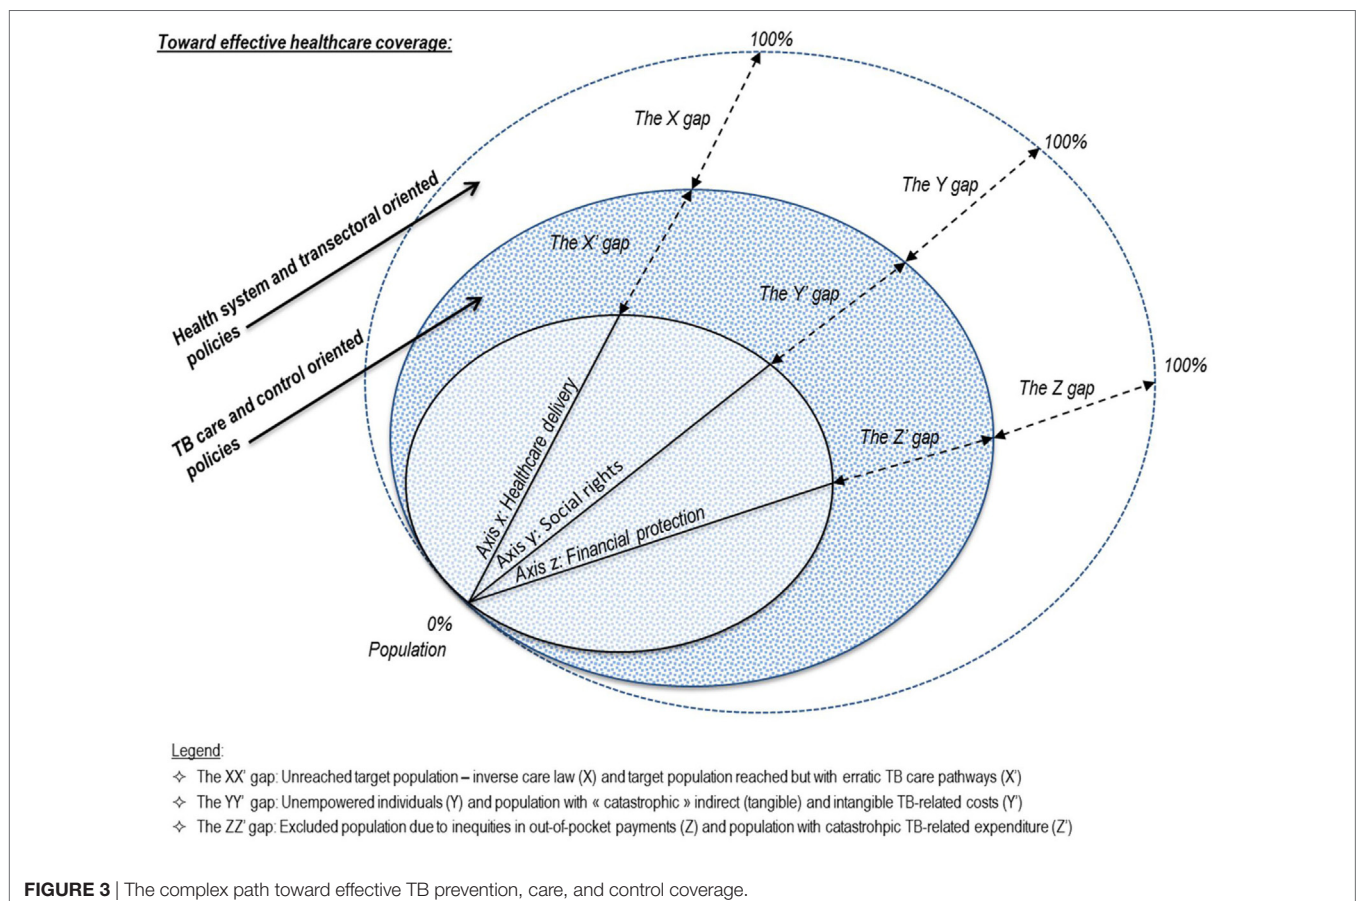 Toward effective healthcare coverage:
100%
The X gap
100%
The Y gap
Health system and transectoral oriented
policies
The X' gap
The Y' gap
100%
The Z gap
TB care and control oriented
policies
The Z' gap
Axis x: Healthcare delivery
Axis y: Social rights
Axis z: Financial protection
0%
Population
Legend:
✧ The XX' gap: Unreached target population – inverse care law (X) and target population reached but with erratic TB care pathways (X')
✧ The YY' gap: Unempowered individuals (Y) and population with « catastrophic » indirect (tangible) and intangible TB-related costs (Y')
✧ The ZZ' gap: Excluded population due to inequities in out-of-pocket payments (Z) and population with catastrohpic TB-related expenditure (Z')
FIGURE 3 | The complex path toward effective TB prevention, care, and control coverage.